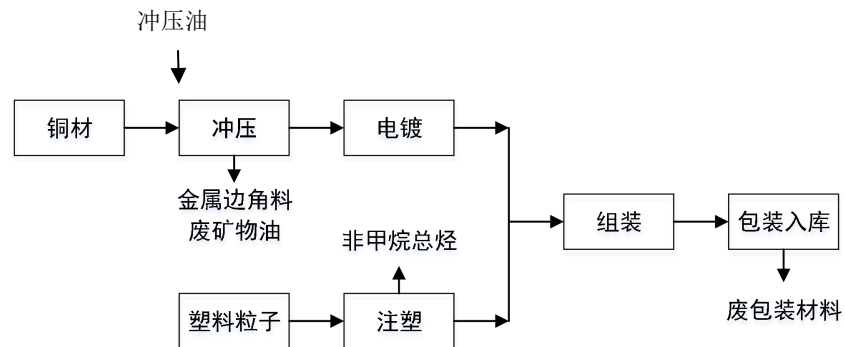 冲压油
铜材
冲压
电镀
金属边角料
废矿物油
非甲烷总烃
组装
包装入库
塑料粒子
注塑
废包装材料